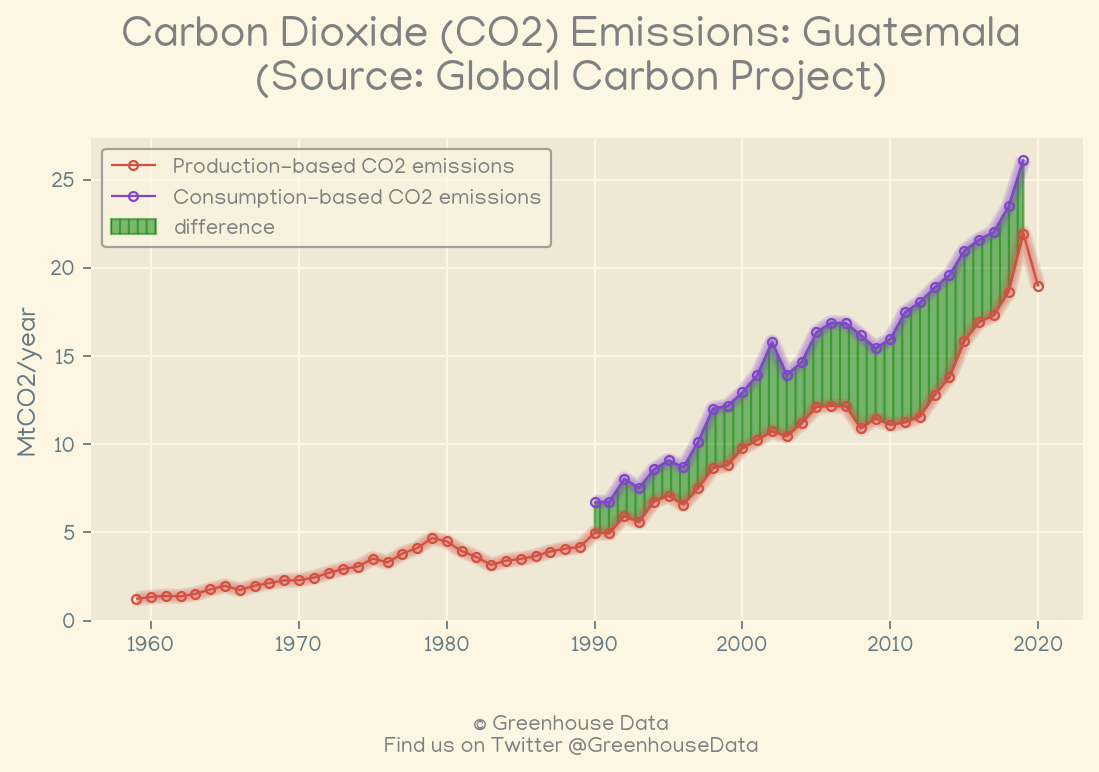 Carbon Dioxide (CO2) Emissions: Guatemala
(Source: Global Carbon Project)
Production-based CO2 emissions
Consumption-based CO2 emissions
difference
MtCO2/year
25
20
15
10
5
0
1960 1970 1980 1990 2000 2010 2020
© Greenhouse Data
Find us on Twitter @GreenhouseData